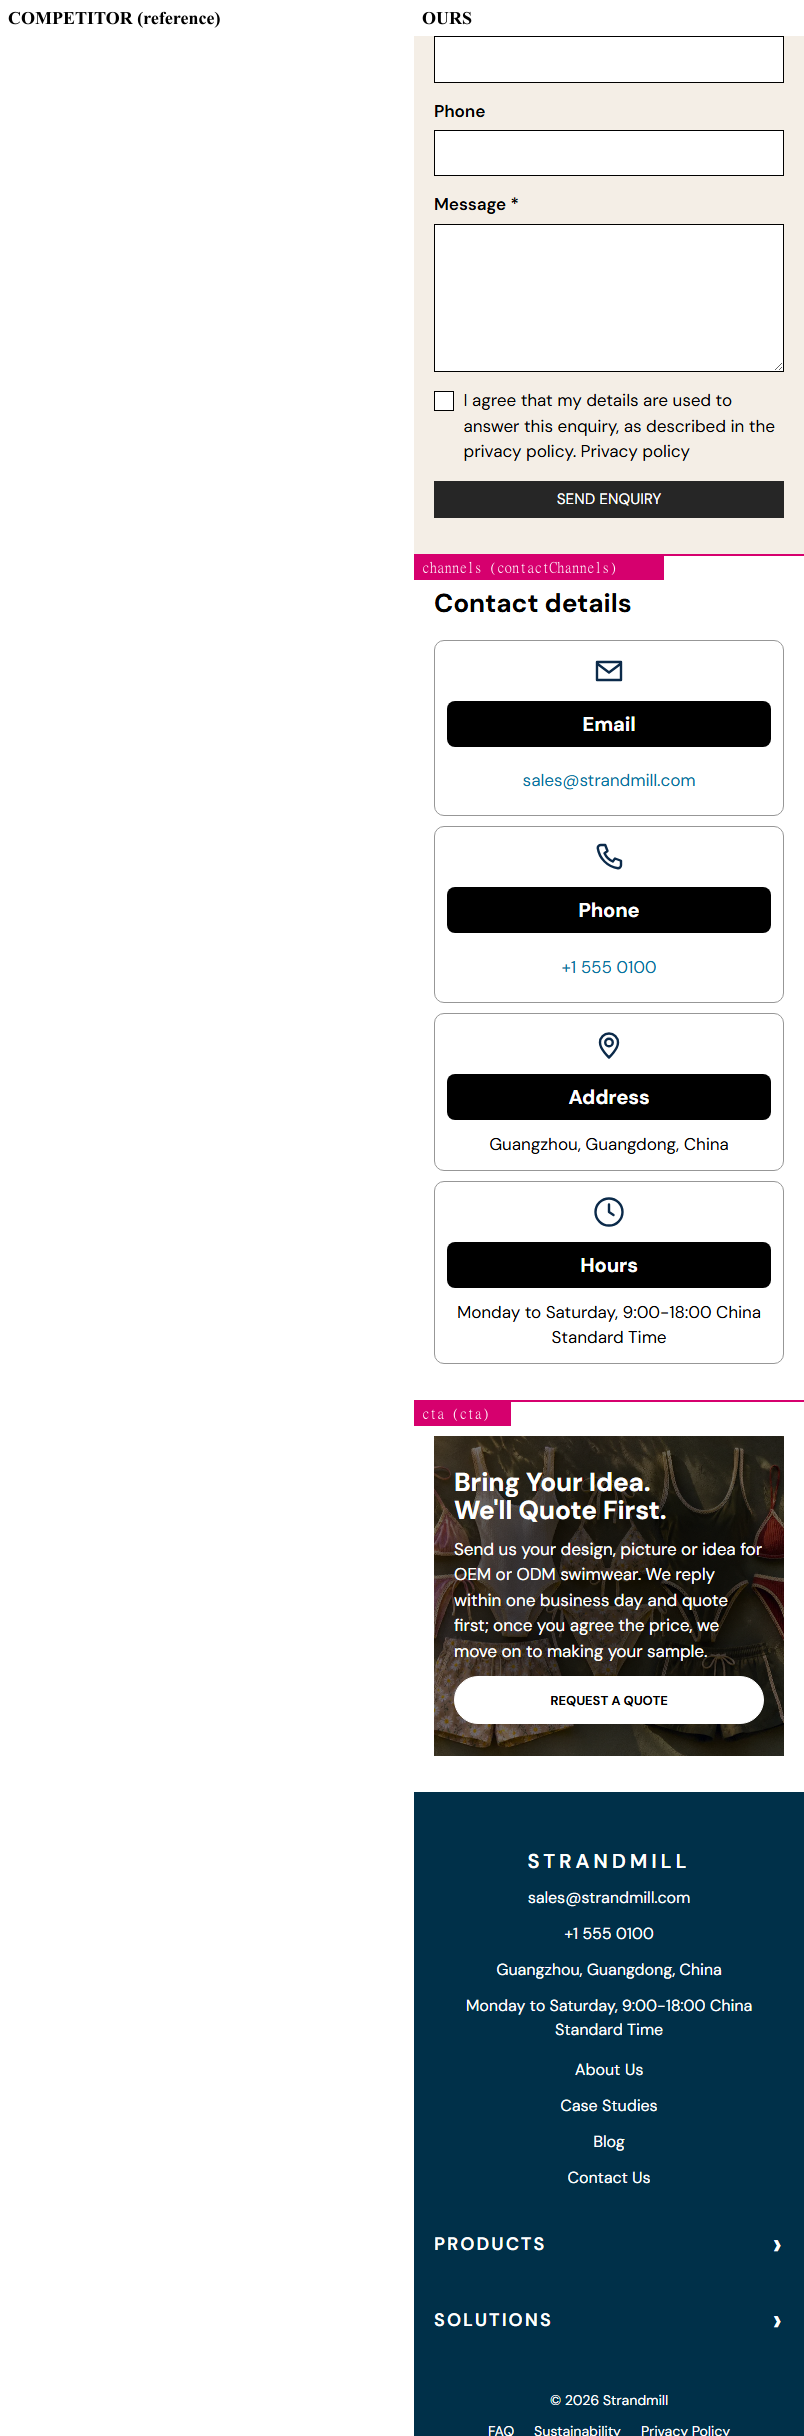 COMPETITOR (reference)
OURS
Phone
Message *
I agree that my details are used to
answer this enquiry, as described in the
privacy policy. Privacy policy
SEND ENQUIRY
channels (contactChannels)
Contact details
Email
sales@strandmill.com
Phone
+1 555 0100
Address
Guangzhou, Guangdong, China
Hours
Monday to Saturday, 9:00-18:00 China
Standard Time
cta (cta)
Bring Your Idea.
We'll Quote First.
Send us your design, picture or idea for
OEM or ODM swimwear. We reply
within one business day and quote
first; once you agree the price, we
move on to making your sample.
REQUEST A QUOTE
STRANDMILL
sales@strandmill.com
+1 555 0100
Guangzhou, Guangdong, China
Monday to Saturday, 9:00-18:00 China
Standard Time
About Us
Case Studies
Blog
Contact Us
PRODUCTS
SOLUTIONS
© 2026 Strandmill
FAQ Sustainability Privacy Policy